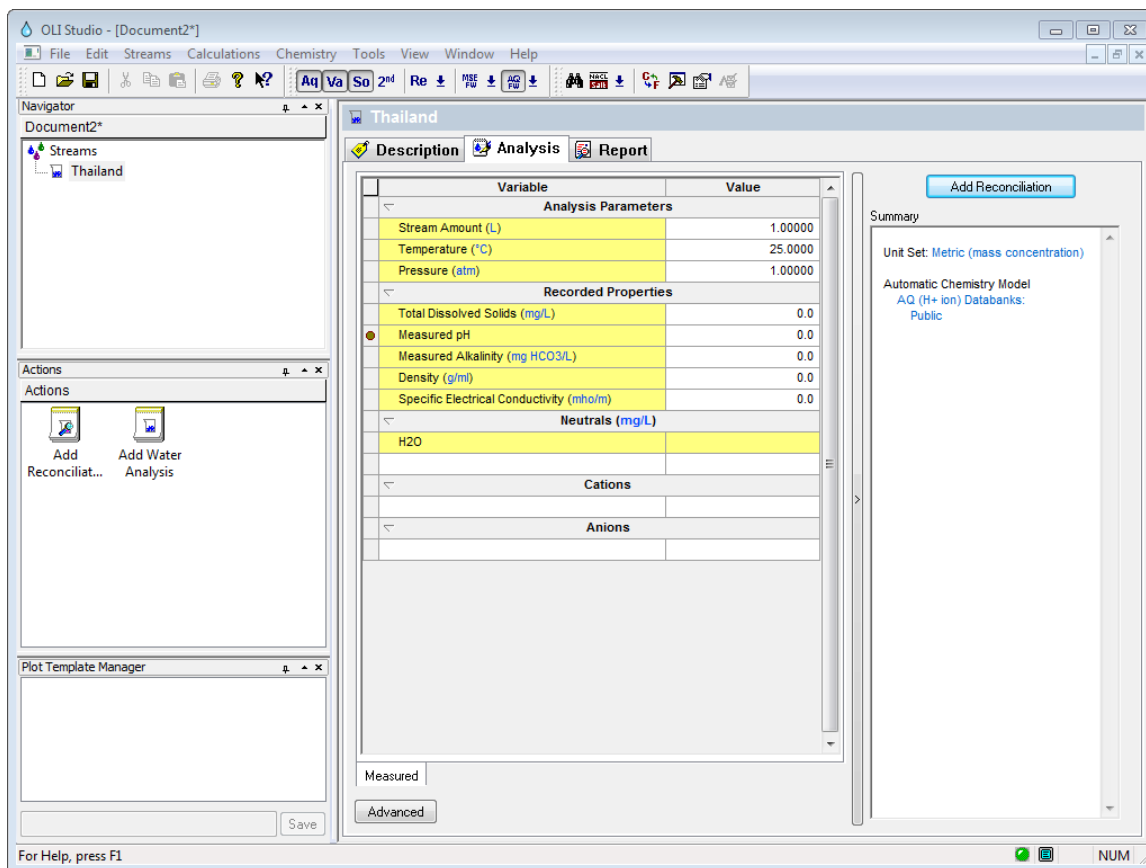 OLI Studio - [Document2*]
File Edit Streams Calculations Chemistry Tools View Window Help
Aq Va So 2nd Re MSE FW AQ FW NACL
Navigator
Document2*
Streams
Thailand
Actions
Actions
Add Reconciliat...
Add Water Analysis
Plot Template Manager
Save
Thailand
Description Analysis Report
Variable Value
Analysis Parameters
Stream Amount (L) 1.00000
Temperature (°C) 25.0000
Pressure (atm) 1.00000
Recorded Properties
Total Dissolved Solids (mg/L) 0.0
Measured pH 0.0
Measured Alkalinity (mg HCO3/L) 0.0
Density (g/ml) 0.0
Specific Electrical Conductivity (mho/m) 0.0
Neutrals (mg/L)
H2O
Cations
Anions
Measured
Advanced
Add Reconciliation
Summary
Unit Set: Metric (mass concentration)
Automatic Chemistry Model
AQ (H+ ion) Databanks:
Public
For Help, press F1
NUM